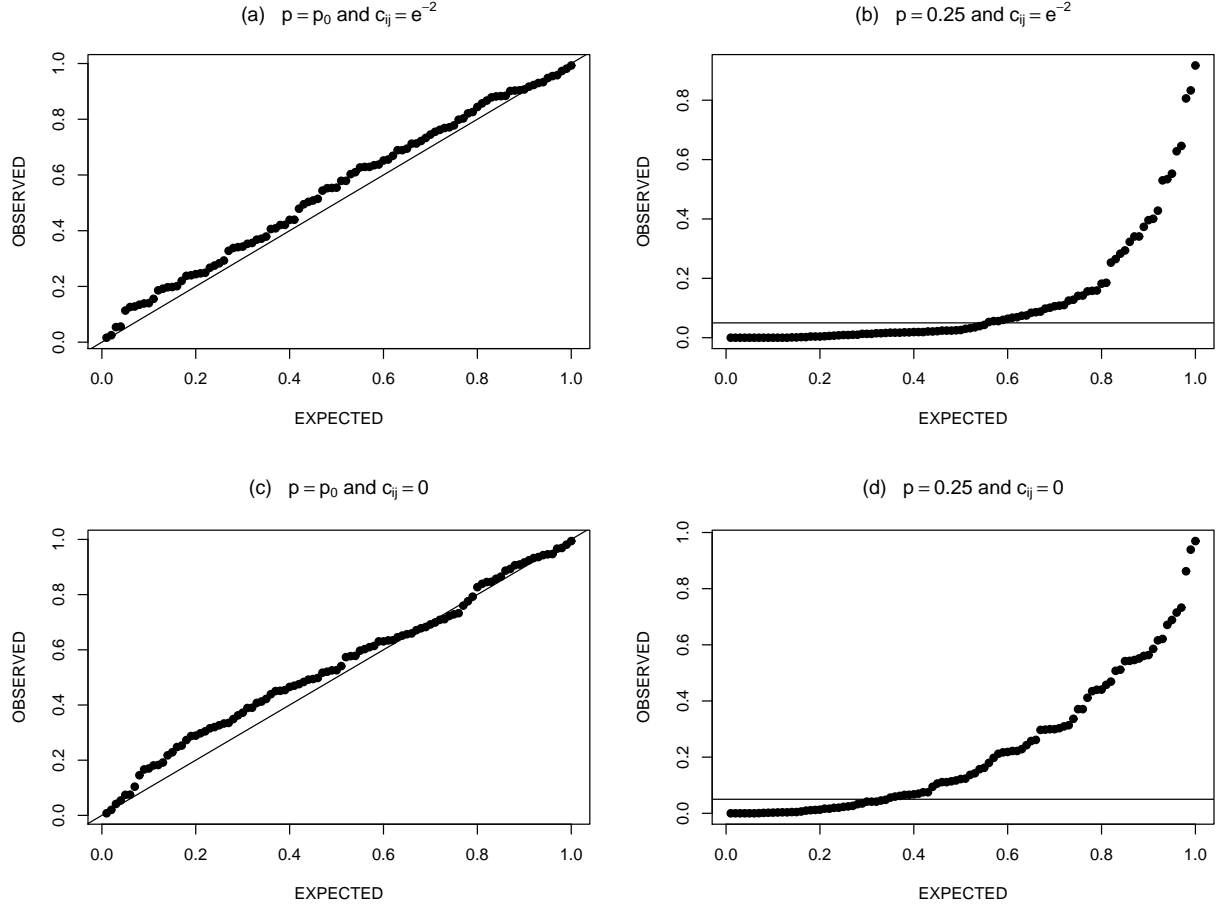 (a) p = p₀ and cᵢⱼ = e⁻²
1.0
0.8
0.6
0.4
0.2
0.0
OBSERVED
0.0 0.2 0.4 0.6 0.8 1.0
EXPECTED
(b) p = 0.25 and cᵢⱼ = e⁻²
0.8
0.6
0.4
0.2
0.0
OBSERVED
0.0 0.2 0.4 0.6 0.8 1.0
EXPECTED
(c) p = p₀ and cᵢⱼ = 0
1.0
0.8
0.6
0.4
0.2
0.0
OBSERVED
0.0 0.2 0.4 0.6 0.8 1.0
EXPECTED
(d) p = 0.25 and cᵢⱼ = 0
1.0
0.8
0.6
0.4
0.2
0.0
OBSERVED
0.0 0.2 0.4 0.6 0.8 1.0
EXPECTED